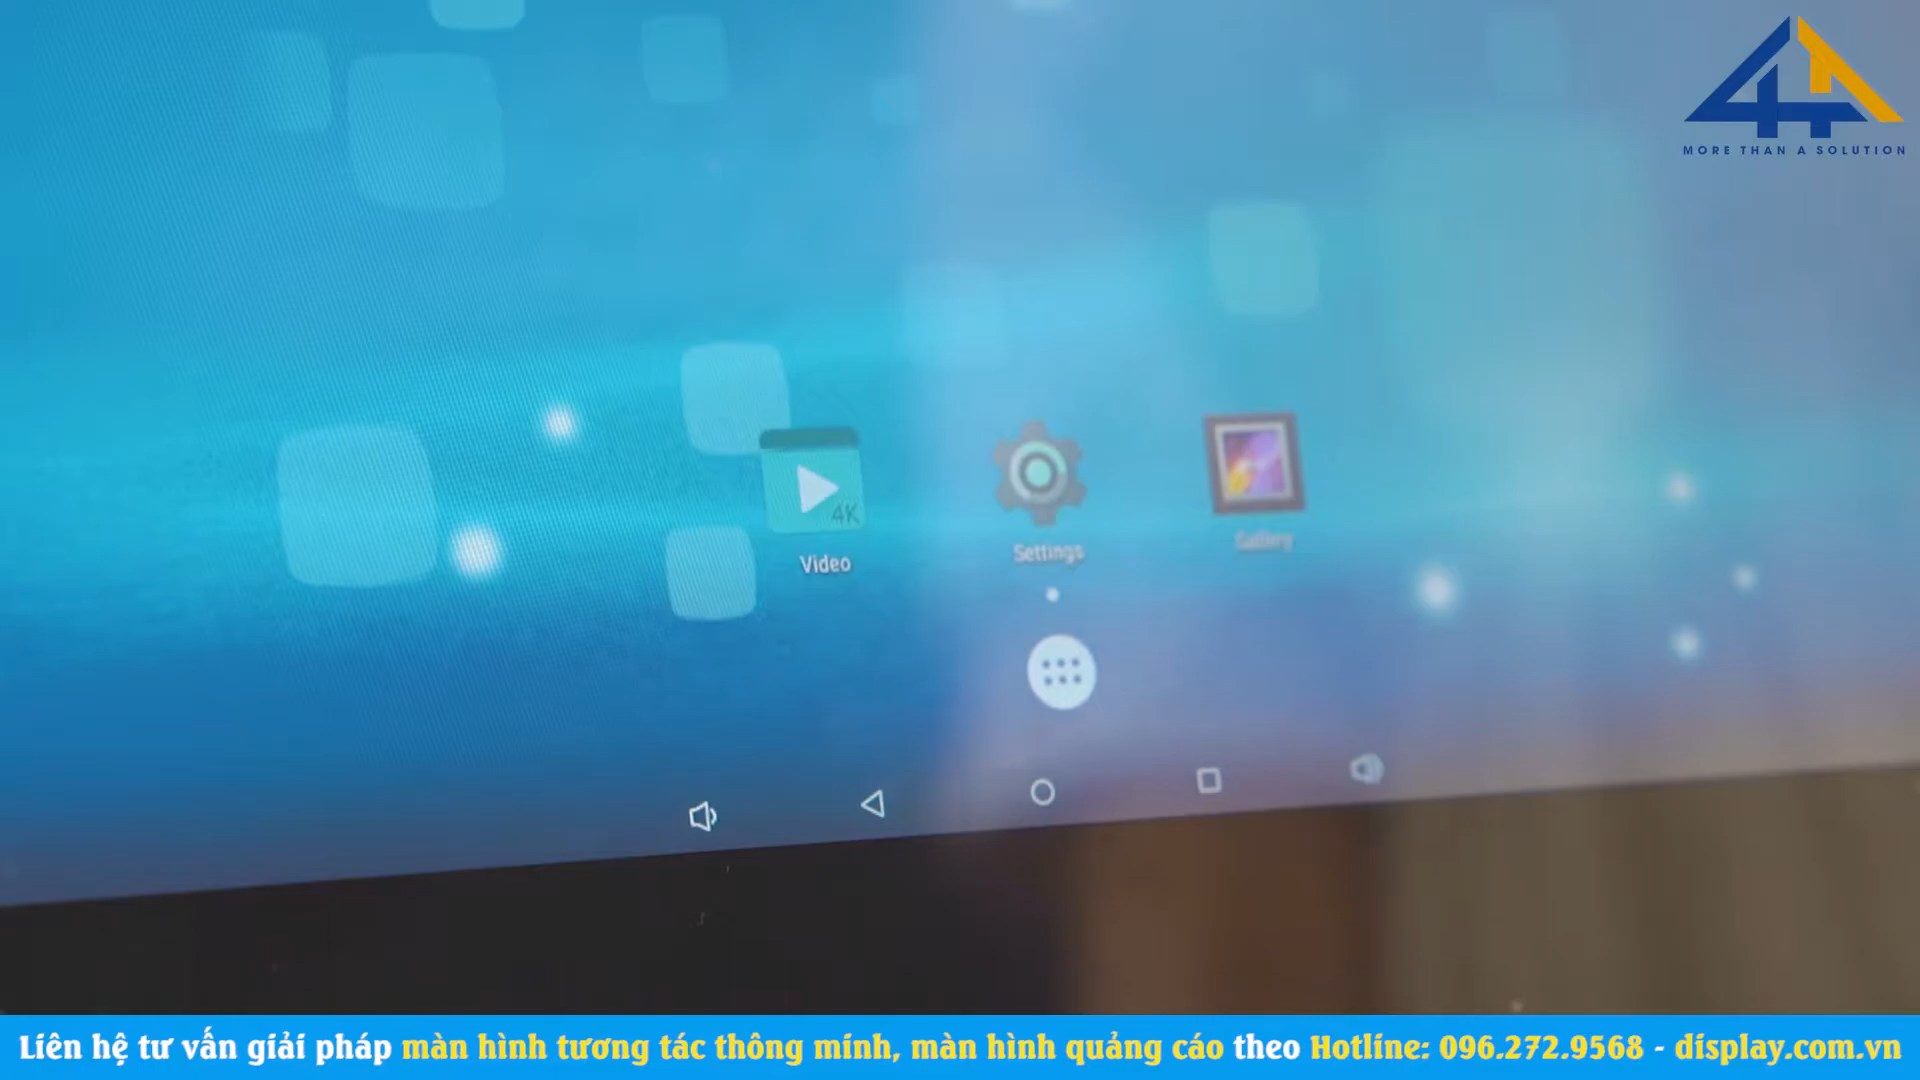 MORE THAN A SOLUTION
4K
Video
Settings
Gallery
Liên hệ tư vấn giải pháp màn hình tương tác thông minh, màn hình quảng cáo theo Hotline: 096.272.9568 - display.com.vn